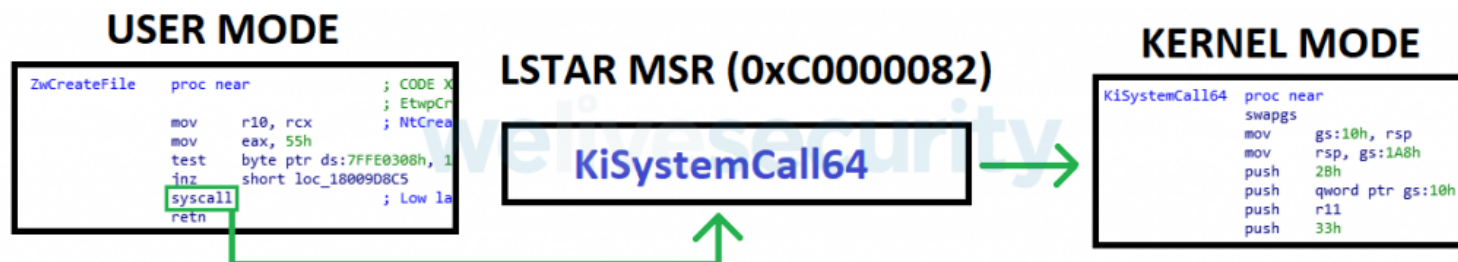 USER MODE
ZwCreateFile proc near ; CODE X
; EtwpCr
mov r10, rcx ; NtCrea
mov eax, 55h
test byte ptr ds:7FFE0308h, 1
jnz short loc_18009D8C5
syscall ; Low la
retn
LSTAR MSR (0xC0000082)
KiSystemCall64
welivesecurity
KERNEL MODE
KiSystemCall64 proc near
swapgs
mov gs:10h, rsp
mov rsp, gs:1A8h
push 2Bh
push qword ptr gs:10h
push r11
push 33h